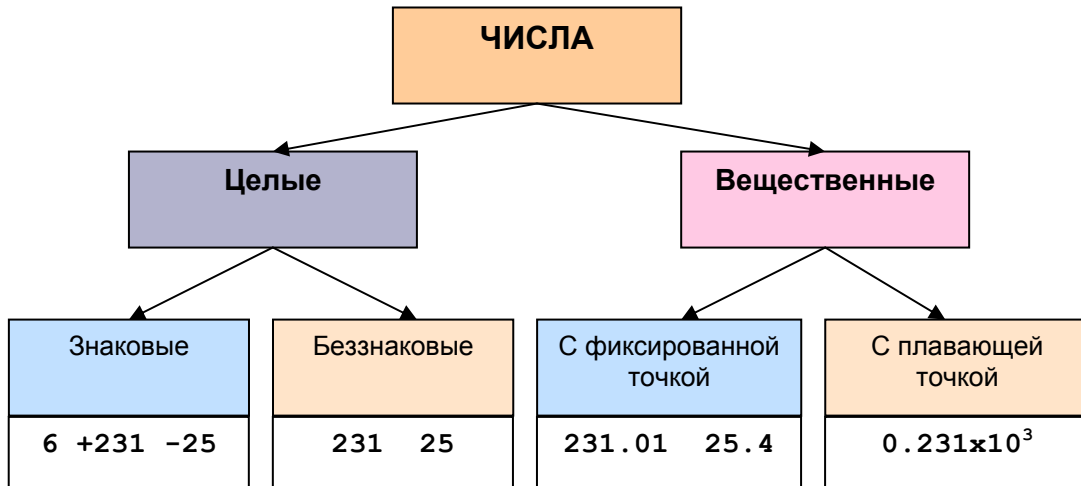 ЧИСЛА
Целые
Вещественные
Знаковые
Беззнаковые
С фиксированной
точкой
С плавающей
точкой
6 +231 -25
231 25
231.01 25.4
0.231x10³